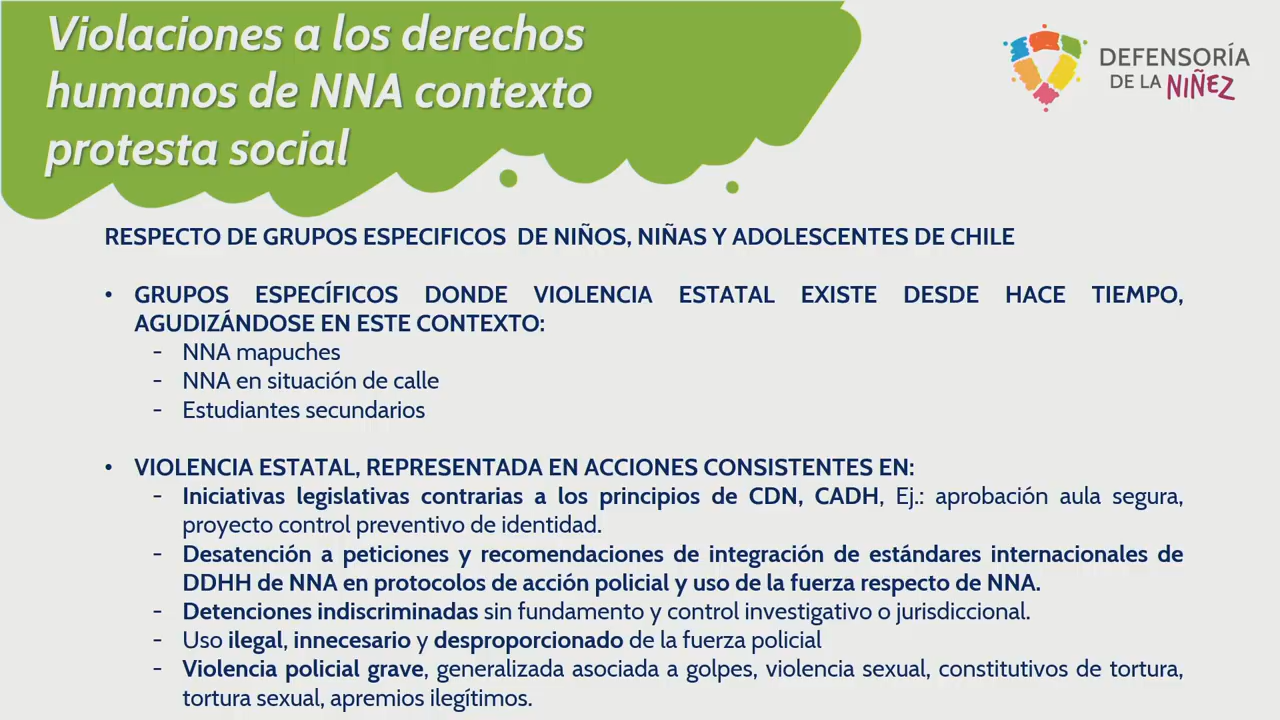 Violaciones a los derechos
humanos de NNA contexto
protesta social
DEFENSORÍA
DE LA NIÑEZ
RESPECTO DE GRUPOS ESPECIFICOS DE NIÑOS, NIÑAS Y ADOLESCENTES DE CHILE
• GRUPOS ESPECÍFICOS DONDE VIOLENCIA ESTATAL EXISTE DESDE HACE TIEMPO,
AGUDIZÁNDOSE EN ESTE CONTEXTO:
- NNA mapuches
- NNA en situación de calle
- Estudiantes secundarios
• VIOLENCIA ESTATAL, REPRESENTADA EN ACCIONES CONSISTENTES EN:
- Iniciativas legislativas contrarias a los principios de CDN, CADH, Ej.: aprobación aula segura,
proyecto control preventivo de identidad.
- Desatención a peticiones y recomendaciones de integración de estándares internacionales de
DDHH de NNA en protocolos de acción policial y uso de la fuerza respecto de NNA.
- Detenciones indiscriminadas sin fundamento y control investigativo o jurisdiccional.
- Uso ilegal, innecesario y desproporcionado de la fuerza policial
- Violencia policial grave, generalizada asociada a golpes, violencia sexual, constitutivos de tortura,
tortura sexual, apremios ilegítimos.